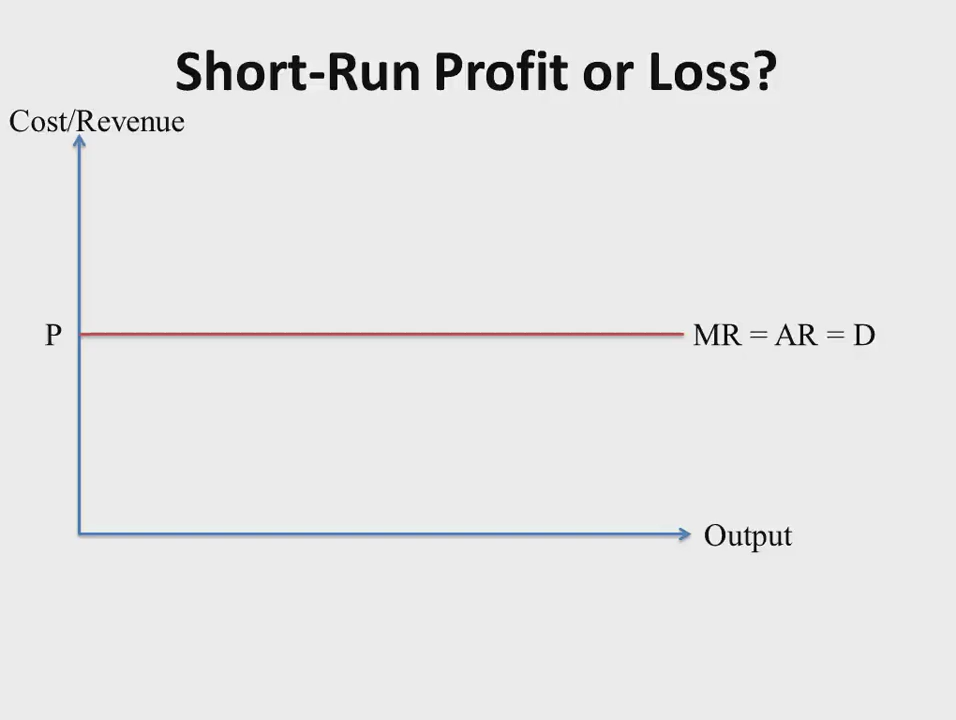 Short-Run Profit or Loss?
Cost/Revenue
P
MR = AR = D
Output